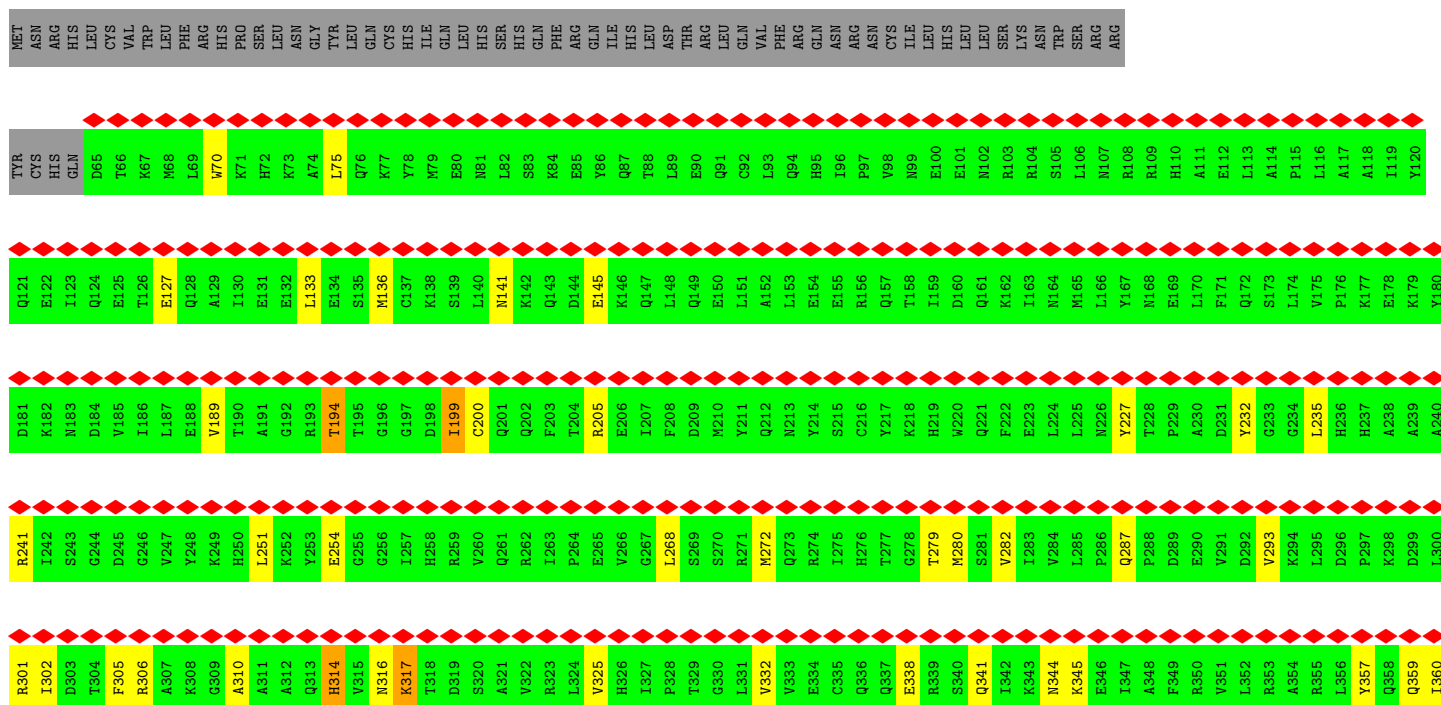 MET ASN ARG HIS LEU CYS VAL TRP LEU PHE ARG HIS PRO SER LEU ASN GLY TYR LEU GLN CYS HIS ILE GLN LEU HIS SER HIS GLN PHE ARG GLN ILE HIS LEU ASP THR ARG LEU GLN VAL PHE ARG GLN ASN ARG ASN CYS ILE LEU HIS LEU LEU SER LYS ASN TRP SER ARG ARG
TYR CYS HIS GLN D65 T66 K67 M68 L69 W70 K71 H72 K73 A74 L75 Q76 K77 Y78 M79 E80 N81 L82 S83 K84 E85 Y86 Q87 T88 L89 E90 Q91 C92 L93 Q94 H95 I96 P97 V98 N99 E100 E101 N102 R103 R104 S105 L106 N107 R108 R109 H110 A111 E112 L113 A114 P115 L116 A117 A118 I119 Y120
Q121 E122 I123 Q124 E125 T126 E127 Q128 A129 I130 E131 E132 L133 E134 S135 M136 C137 K138 S139 L140 N141 K142 Q143 D144 E145 K146 Q147 L148 Q149 E150 L151 A152 L153 E154 E155 R156 Q157 T158 I159 D160 Q161 K162 I163 N164 M165 L166 Y167 N168 E169 L170 F171 Q172 S173 L174 V175 P176 K177 E178 K179 Y180
D181 K182 N183 D184 V185 I186 L187 E188 V189 T190 A191 G192 R193 T194 T195 G196 G197 D198 I199 C200 Q201 Q202 F203 T204 R205 E206 I207 F208 D209 M210 Y211 Q212 N213 Y214 S215 C216 Y217 K218 H219 W220 Q221 F222 E223 L224 L225 N226 Y227 T228 P229 A230 D231 Y232 G233 G234 L235 H236 H237 A238 A239 A240
R241 I242 S243 G244 D245 G246 V247 Y248 K249 H250 L251 K252 Y253 E254 G255 G256 I257 H258 R259 V260 Q261 R262 I263 P264 E265 V266 G267 L268 S269 S270 R271 M272 Q273 R274 I275 H276 T277 G278 T279 M280 S281 V282 I283 V284 L285 P286 Q287 P288 D289 E290 V291 D292 V293 K294 L295 D296 P297 K298 D299 L300
R301 I302 D303 T304 F305 R306 A307 K308 G309 A310 A311 A312 Q313 H314 V315 N316 K317 T318 D319 S320 A321 V322 R323 L324 V325 H326 I327 P328 T329 G330 L331 V332 V333 E334 C335 Q336 Q337 E338 R339 S340 Q341 I342 K343 N344 K345 E346 I347 A348 F349 R350 V351 L352 R353 A354 R355 L356 Y357 Q358 Q359 I360